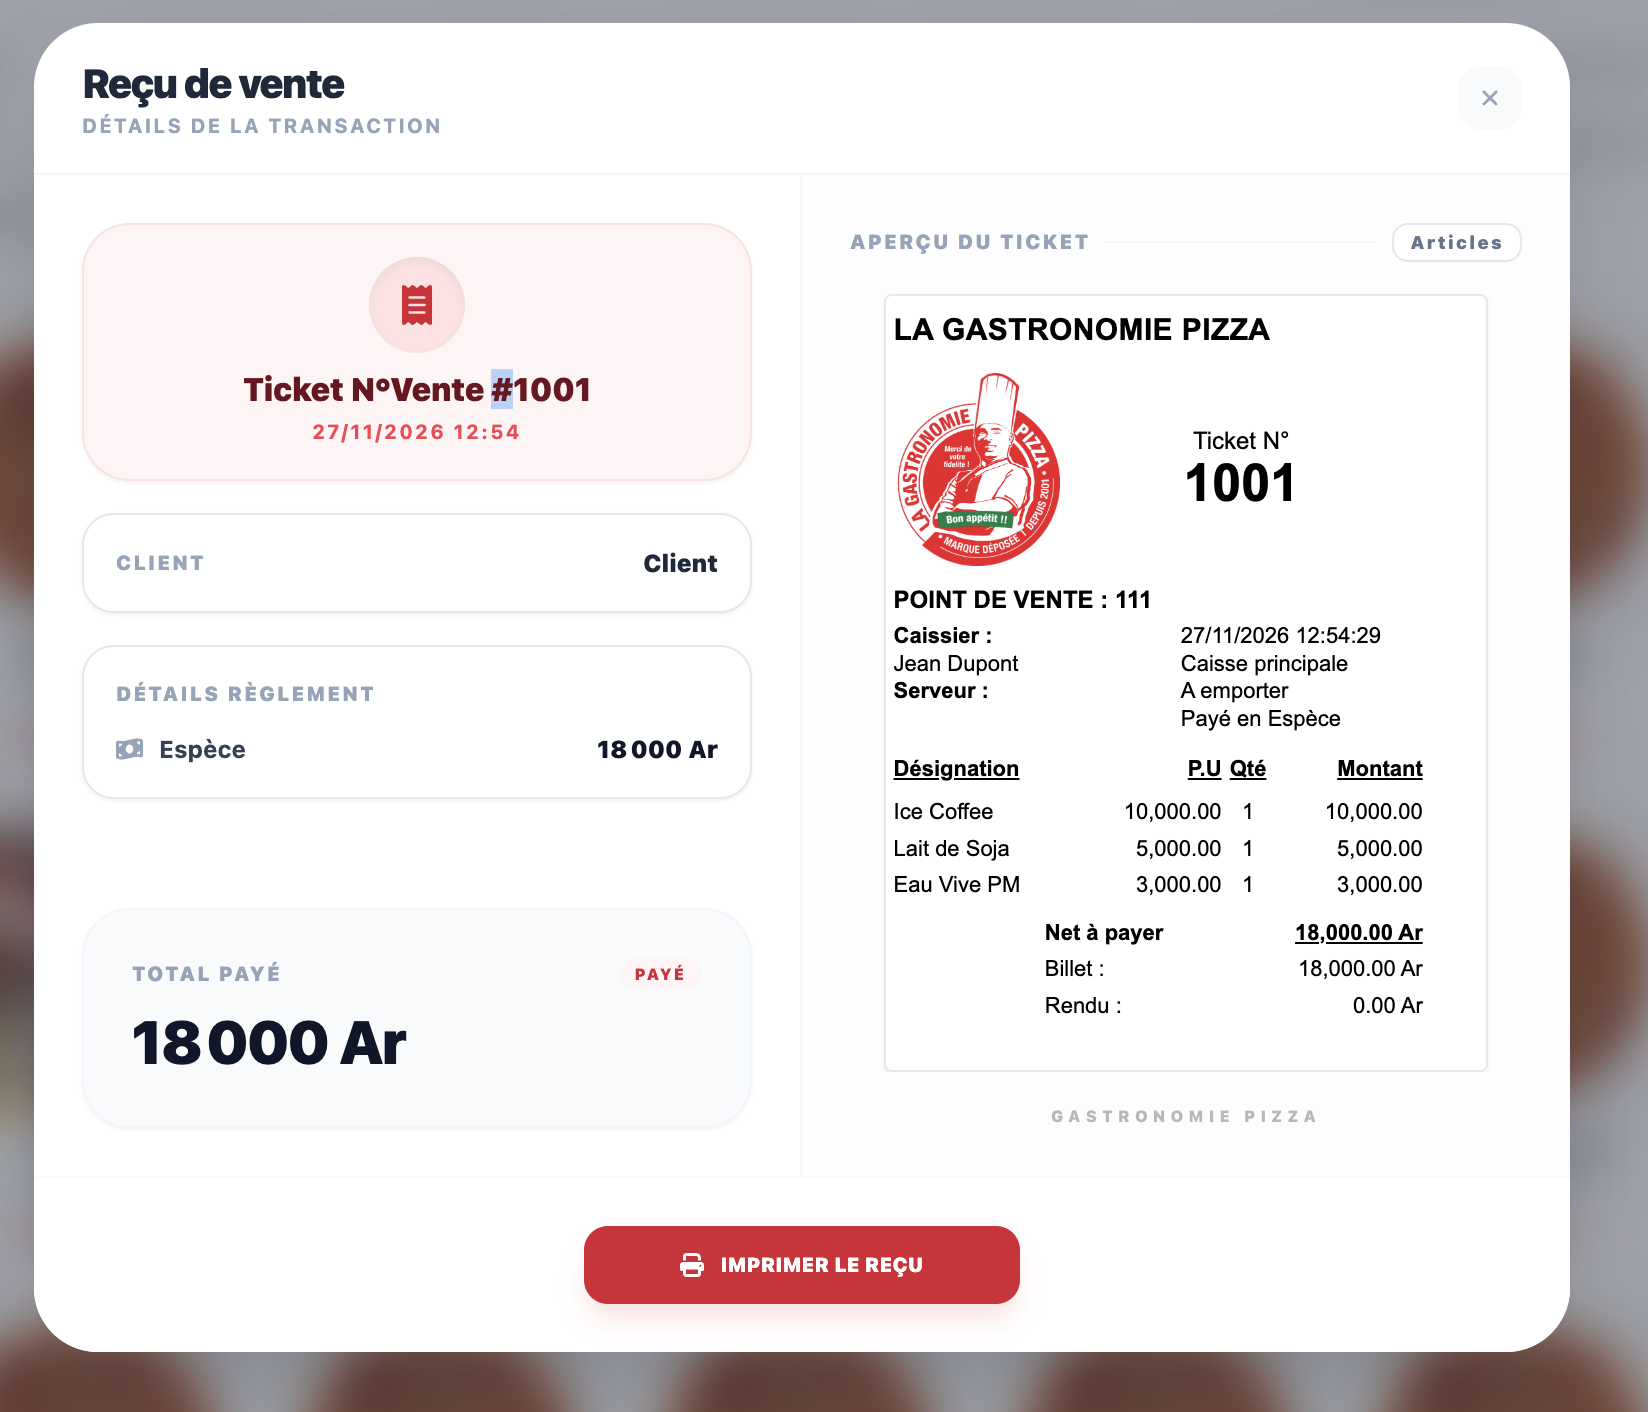 Reçu de vente
DÉTAILS DE LA TRANSACTION
Ticket N°Vente #1001
27/11/2026 12:54
CLIENT Client
DÉTAILS RÈGLEMENT
Espèce 18 000 Ar
TOTAL PAYÉ PAYÉ
18 000 Ar
APERÇU DU TICKET Articles
LA GASTRONOMIE PIZZA
LA GASTRONOMIE PIZZA
Merci de
votre
fidelité !
Bon appétit !!
• MARQUE DÉPOSÉE / DEPUIS 2001 •
Ticket N°
1001
POINT DE VENTE : 111
Caissier : 27/11/2026 12:54:29
Jean Dupont Caisse principale
Serveur : A emporter
Payé en Espèce
Désignation P.U Qté Montant
Ice Coffee 10,000.00 1 10,000.00
Lait de Soja 5,000.00 1 5,000.00
Eau Vive PM 3,000.00 1 3,000.00
Net à payer 18,000.00 Ar
Billet : 18,000.00 Ar
Rendu : 0.00 Ar
GASTRONOMIE PIZZA
IMPRIMER LE REÇU